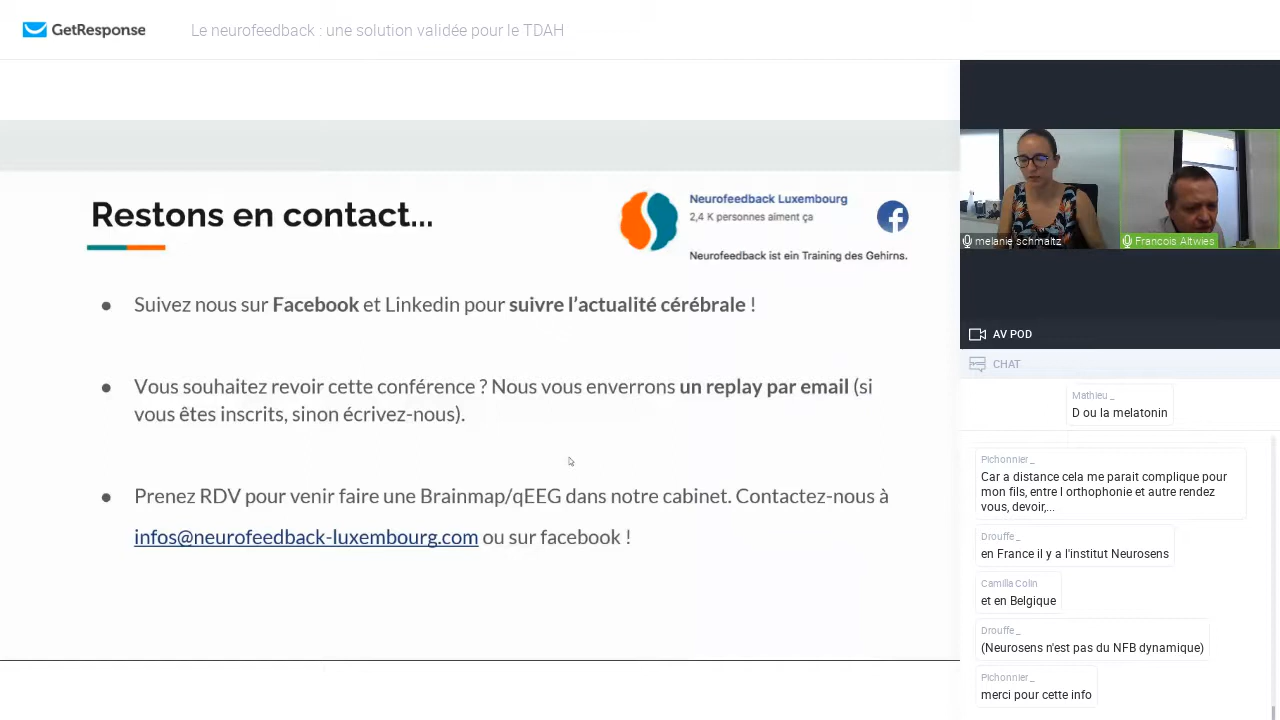 GetResponse
Le neurofeedback : une solution validée pour le TDAH
Restons en contact...
Neurofeedback Luxembourg
2,4 K personnes aiment ça
Neurofeedback ist ein Training des Gehirns.
● Suivez nous sur Facebook et Linkedin pour suivre l'actualité cérébrale !
● Vous souhaitez revoir cette conférence ? Nous vous enverrons un replay par email (si
vous êtes inscrits, sinon écrivez-nous).
● Prenez RDV pour venir faire une Brainmap/qEEG dans notre cabinet. Contactez-nous à
infos@neurofeedback-luxembourg.com ou sur facebook !
melanie schmaltz
Francois Altwies
AV POD
CHAT
Mathieu _
D ou la melatonin
Pichonnier _
Car a distance cela me parait complique pour
mon fils, entre l orthophonie et autre rendez
vous, devoir,...
Drouffe _
en France il y a l'institut Neurosens
Camilla Colin
et en Belgique
Drouffe _
(Neurosens n'est pas du NFB dynamique)
Pichonnier _
merci pour cette info